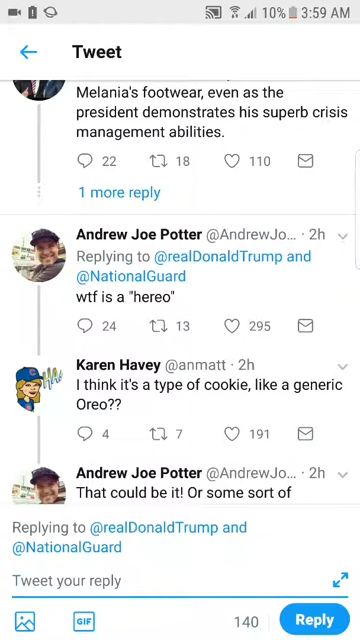 10% 3:59 AM
Tweet
Melania's footwear, even as the
president demonstrates his superb crisis
management abilities.
22 18 110
1 more reply
Andrew Joe Potter @AndrewJo... · 2h
Replying to @realDonaldTrump and
@NationalGuard
wtf is a "hereo"
24 13 295
Karen Havey @anmatt · 2h
I think it's a type of cookie, like a generic
Oreo??
4 7 191
Andrew Joe Potter @AndrewJo... · 2h
That could be it! Or some sort of
Replying to @realDonaldTrump and
@NationalGuard
Tweet your reply
GIF 140 Reply